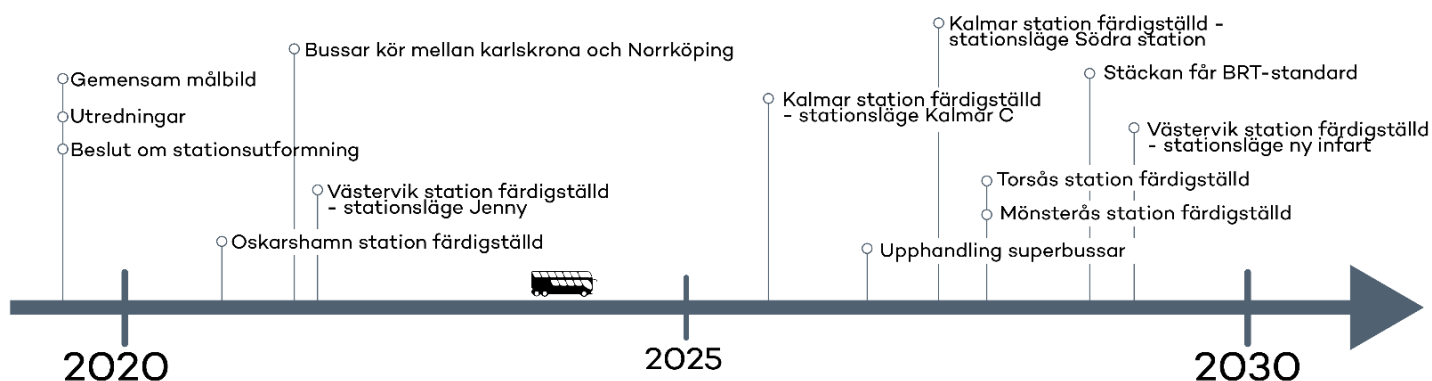 Gemensam målbild
Utredningar
Beslut om stationsutformning
Oskarshamn station färdigställd
Bussar kör mellan karlskrona och Norrköping
Västervik station färdigställd
- stationsläge Jenny
Kalmar station färdigställd
- stationsläge Kalmar C
Upphandling superbussar
Kalmar station färdigställd -
stationsläge Södra station
Torsås station färdigställd
Mönsterås station färdigställd
Stäckan får BRT-standard
Västervik station färdigställd
- stationsläge ny infart
2020
2025
2030